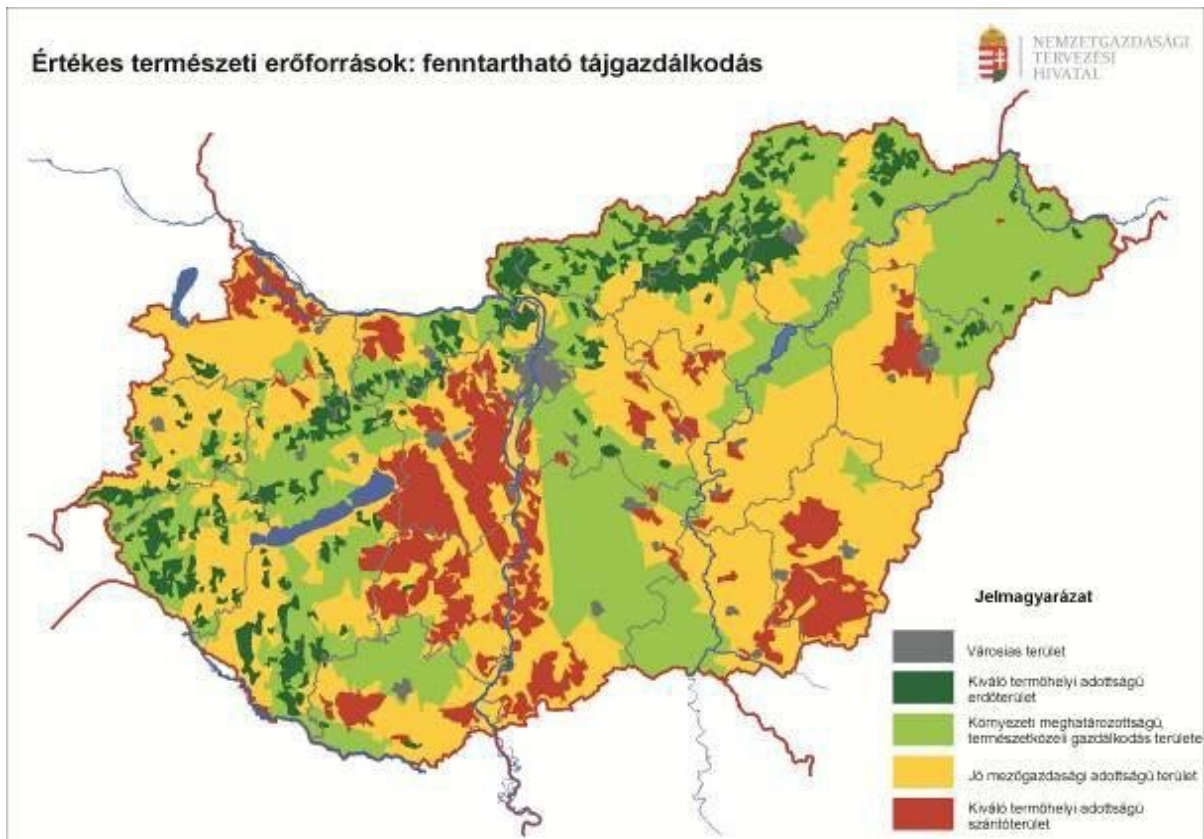 Értékes természeti erőforrások: fenntartható tájgazdálkodás
NEMZETGAZDASÁGI
TERVEZÉSI
HIVATAL
Jelmagyarázat
Városias terület
Kiváló termőhelyi adottságú
erdőterület
Környezeti meghatározottságú,
természetközeli gazdálkodás területe
Jó mezőgazdasági adottságú terület
Kiváló termőhelyi adottságú
szántóterület